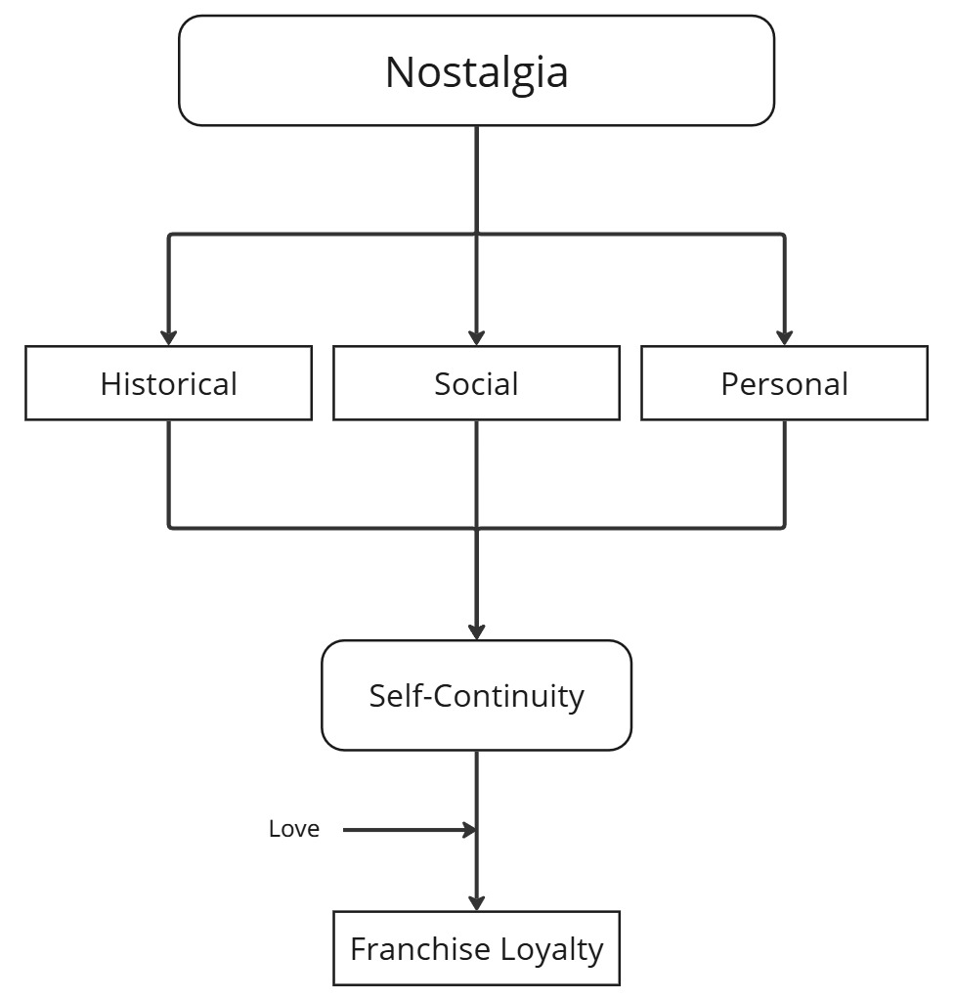 Nostalgia
Historical
Social
Personal
Self-Continuity
Love
Franchise Loyalty